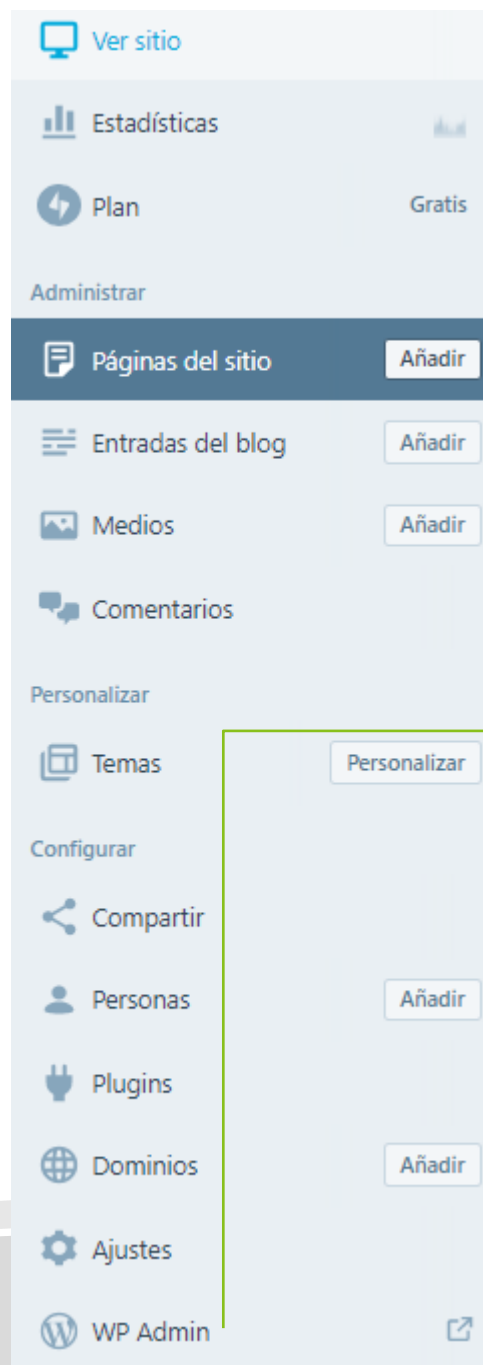 Ver sitio
Estadísticas
Plan Gratis
Administrar
Páginas del sitio Añadir
Entradas del blog Añadir
Medios Añadir
Comentarios
Personalizar
Temas Personalizar
Configurar
Compartir
Personas Añadir
Plugins
Dominios Añadir
Ajustes
WP Admin